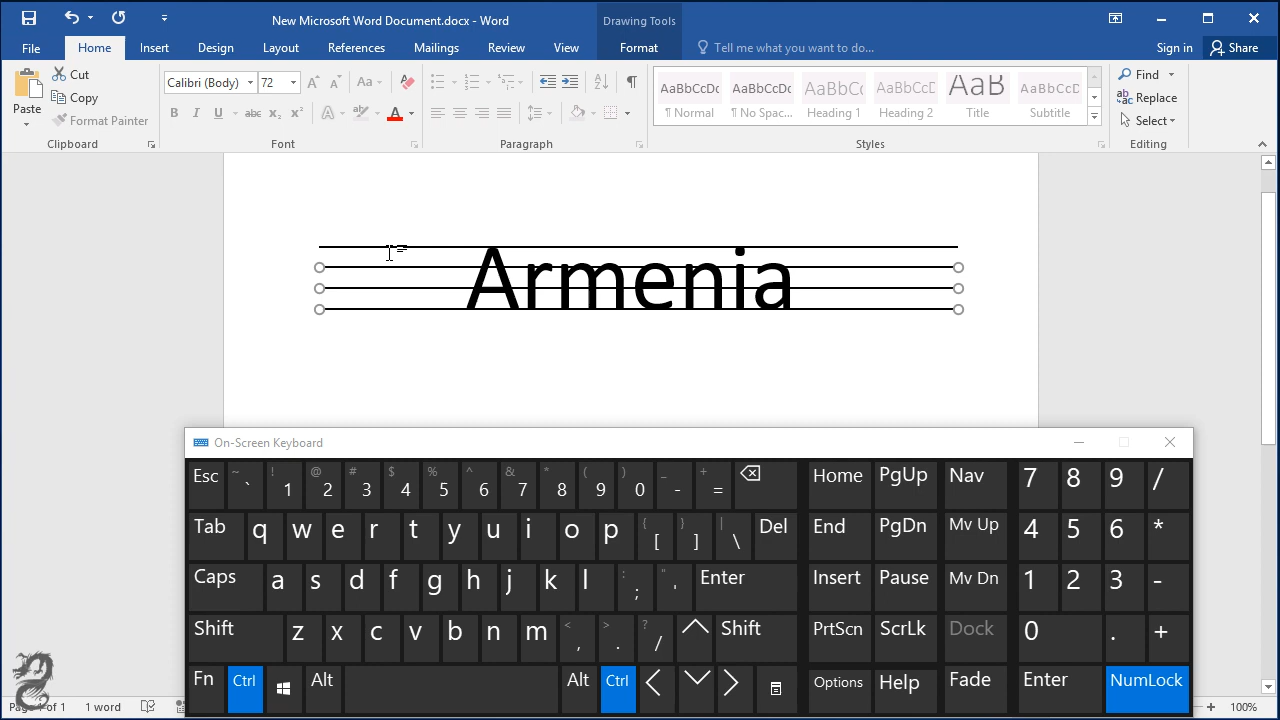 New Microsoft Word Document.docx - Word
Drawing Tools
File Home Insert Design Layout References Mailings Review View Format Tell me what you want to do... Sign in Share
Paste
Cut
Copy
Format Painter
Clipboard
Calibri (Body) 72
Font
Paragraph
AaBbCcDc AaBbCcDc AaBbC AaBbCcD AaB AaBbCcD
¶ Normal ¶ No Spac... Heading 1 Heading 2 Title Subtitle
Styles
Find
Replace
Select
Editing
Armenia
On-Screen Keyboard
Esc ~ ` ! 1 @ 2 # 3 $ 4 % 5 ^ 6 & 7 * 8 ( 9 ) 0 _ - + = Home PgUp Nav 7 8 9 /
Tab q w e r t y u i o p { [ } ] | \ Del End PgDn Mv Up 4 5 6 *
Caps a s d f g h j k l : ; " ' Enter Insert Pause Mv Dn 1 2 3 -
Shift z x c v b n m < , > . ? / Shift PrtScn ScrLk Dock 0 . +
Fn Ctrl Alt Alt Ctrl Options Help Fade Enter NumLock
1 word
100%